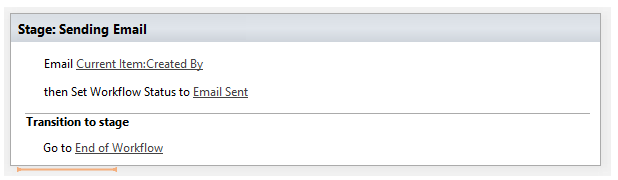 Stage: Sending Email
Email Current Item:Created By
then Set Workflow Status to Email Sent
Transition to stage
Go to End of Workflow